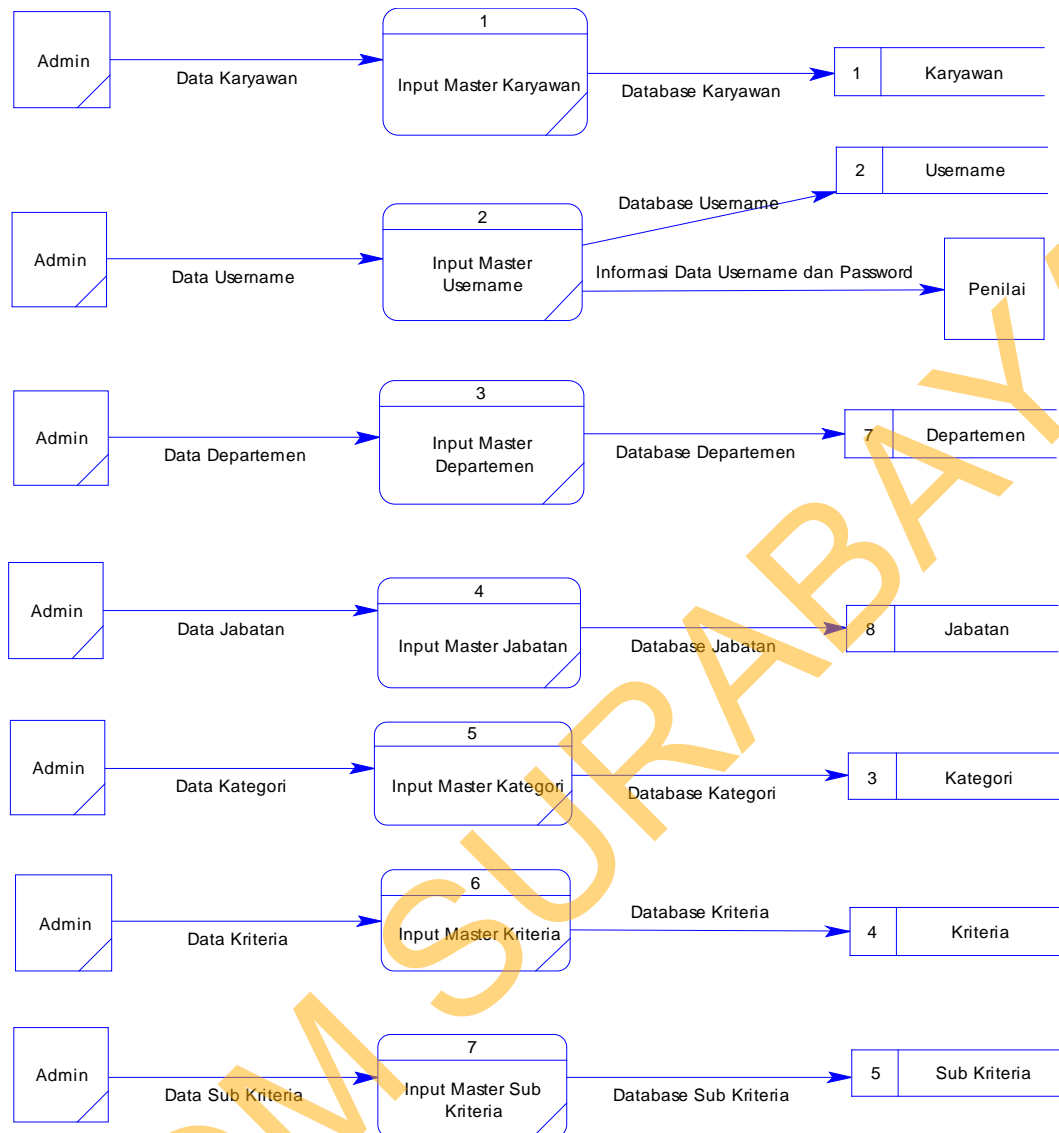 1
Admin
Data Karyawan
Input Master Karyawan
Database Karyawan
1 Karyawan
2 Username
Database Username
2
Admin
Data Username
Input Master
Username
Informasi Data Username dan Password
Penilai
3
Admin
Data Departemen
Input Master
Departemen
Database Departemen
7 Departemen
4
Admin
Data Jabatan
Input Master Jabatan
Database Jabatan
8 Jabatan
5
Admin
Data Kategori
Input Master Kategori
Database Kategori
3 Kategori
6
Admin
Data Kriteria
Input Master Kriteria
Database Kriteria
4 Kriteria
7
Admin
Data Sub Kriteria
Input Master Sub
Kriteria
Database Sub Kriteria
5 Sub Kriteria